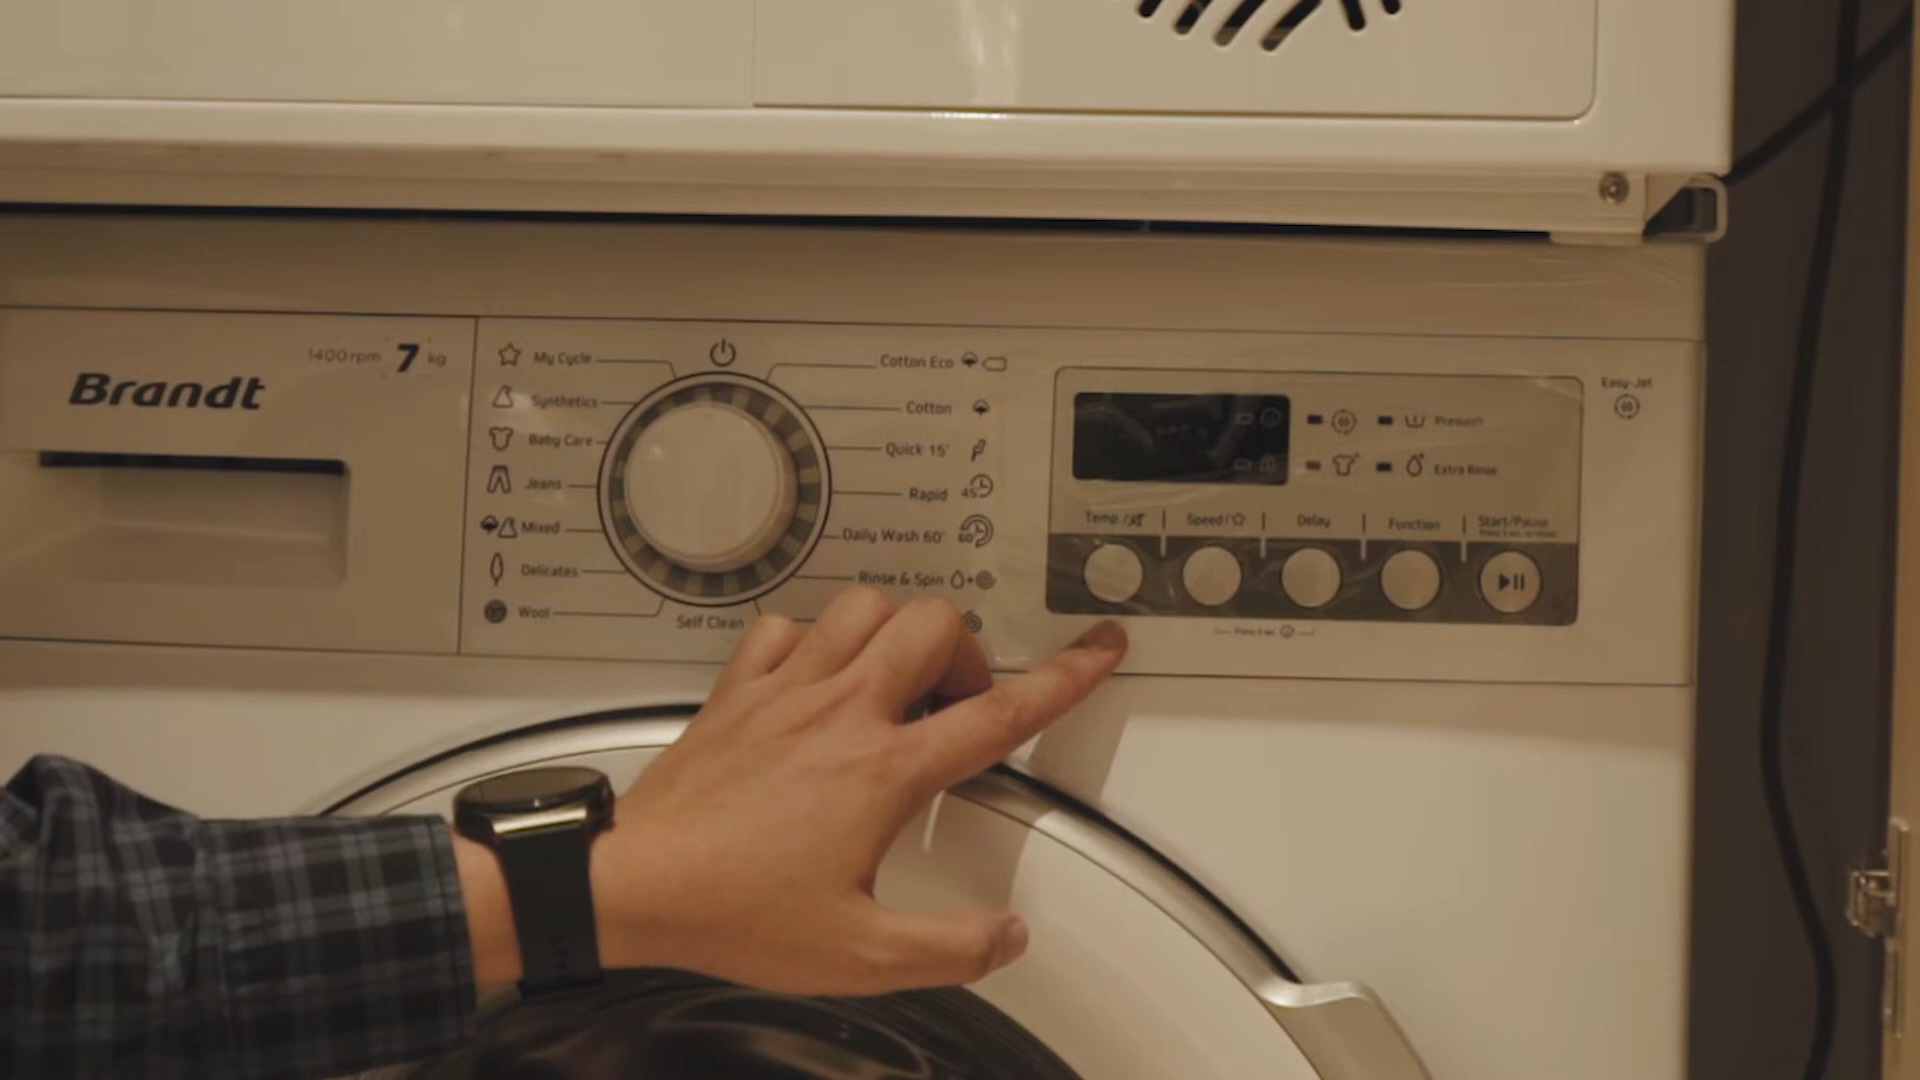 1400rpm 7 kg
Brandt
My Cycle
Synthetics
Baby Care
Jeans
Mixed
Delicates
Wool
Self Clean
Cotton Eco
Cotton
Quick 15'
Rapid 45'
Daily Wash 60'
60'
Rinse & Spin
Prewash
Extra Rinse
Temp./
Speed/
Delay
Function
Start/Pause
Easy-Jet